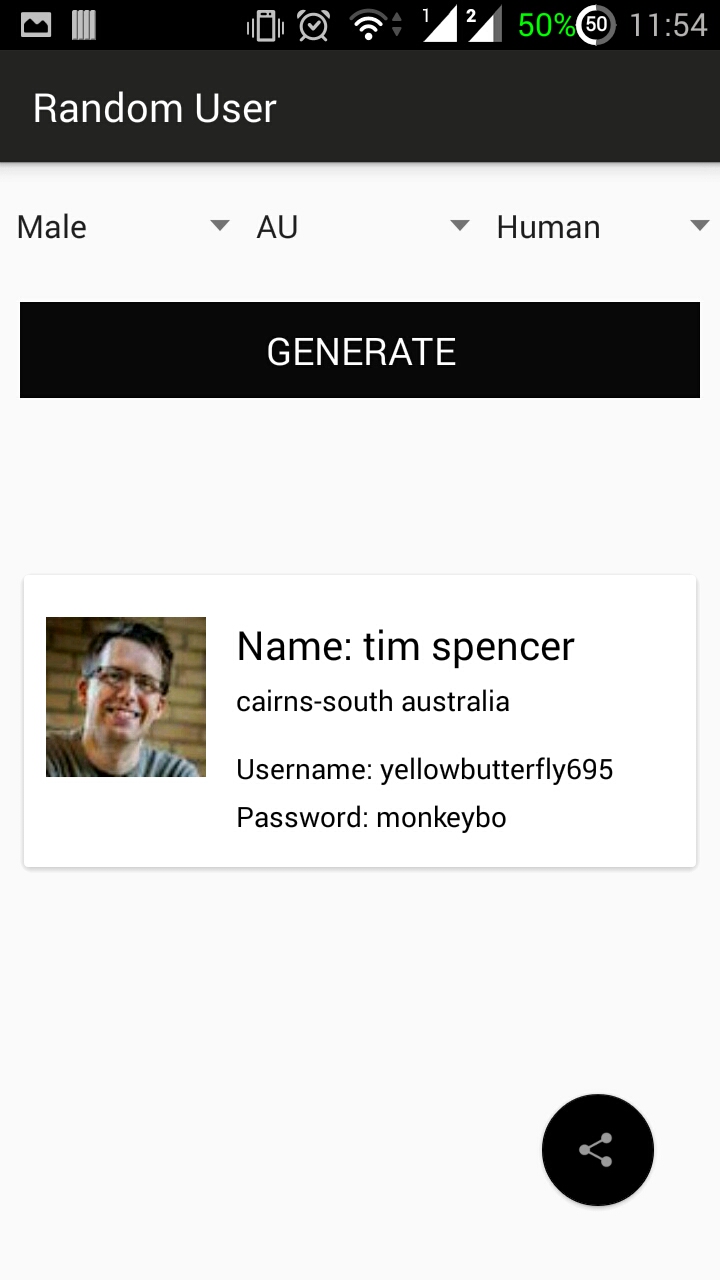 1 2 50% 50 11:54
Random User
Male AU Human
GENERATE
Name: tim spencer
cairns-south australia
Username: yellowbutterfly695
Password: monkeybo